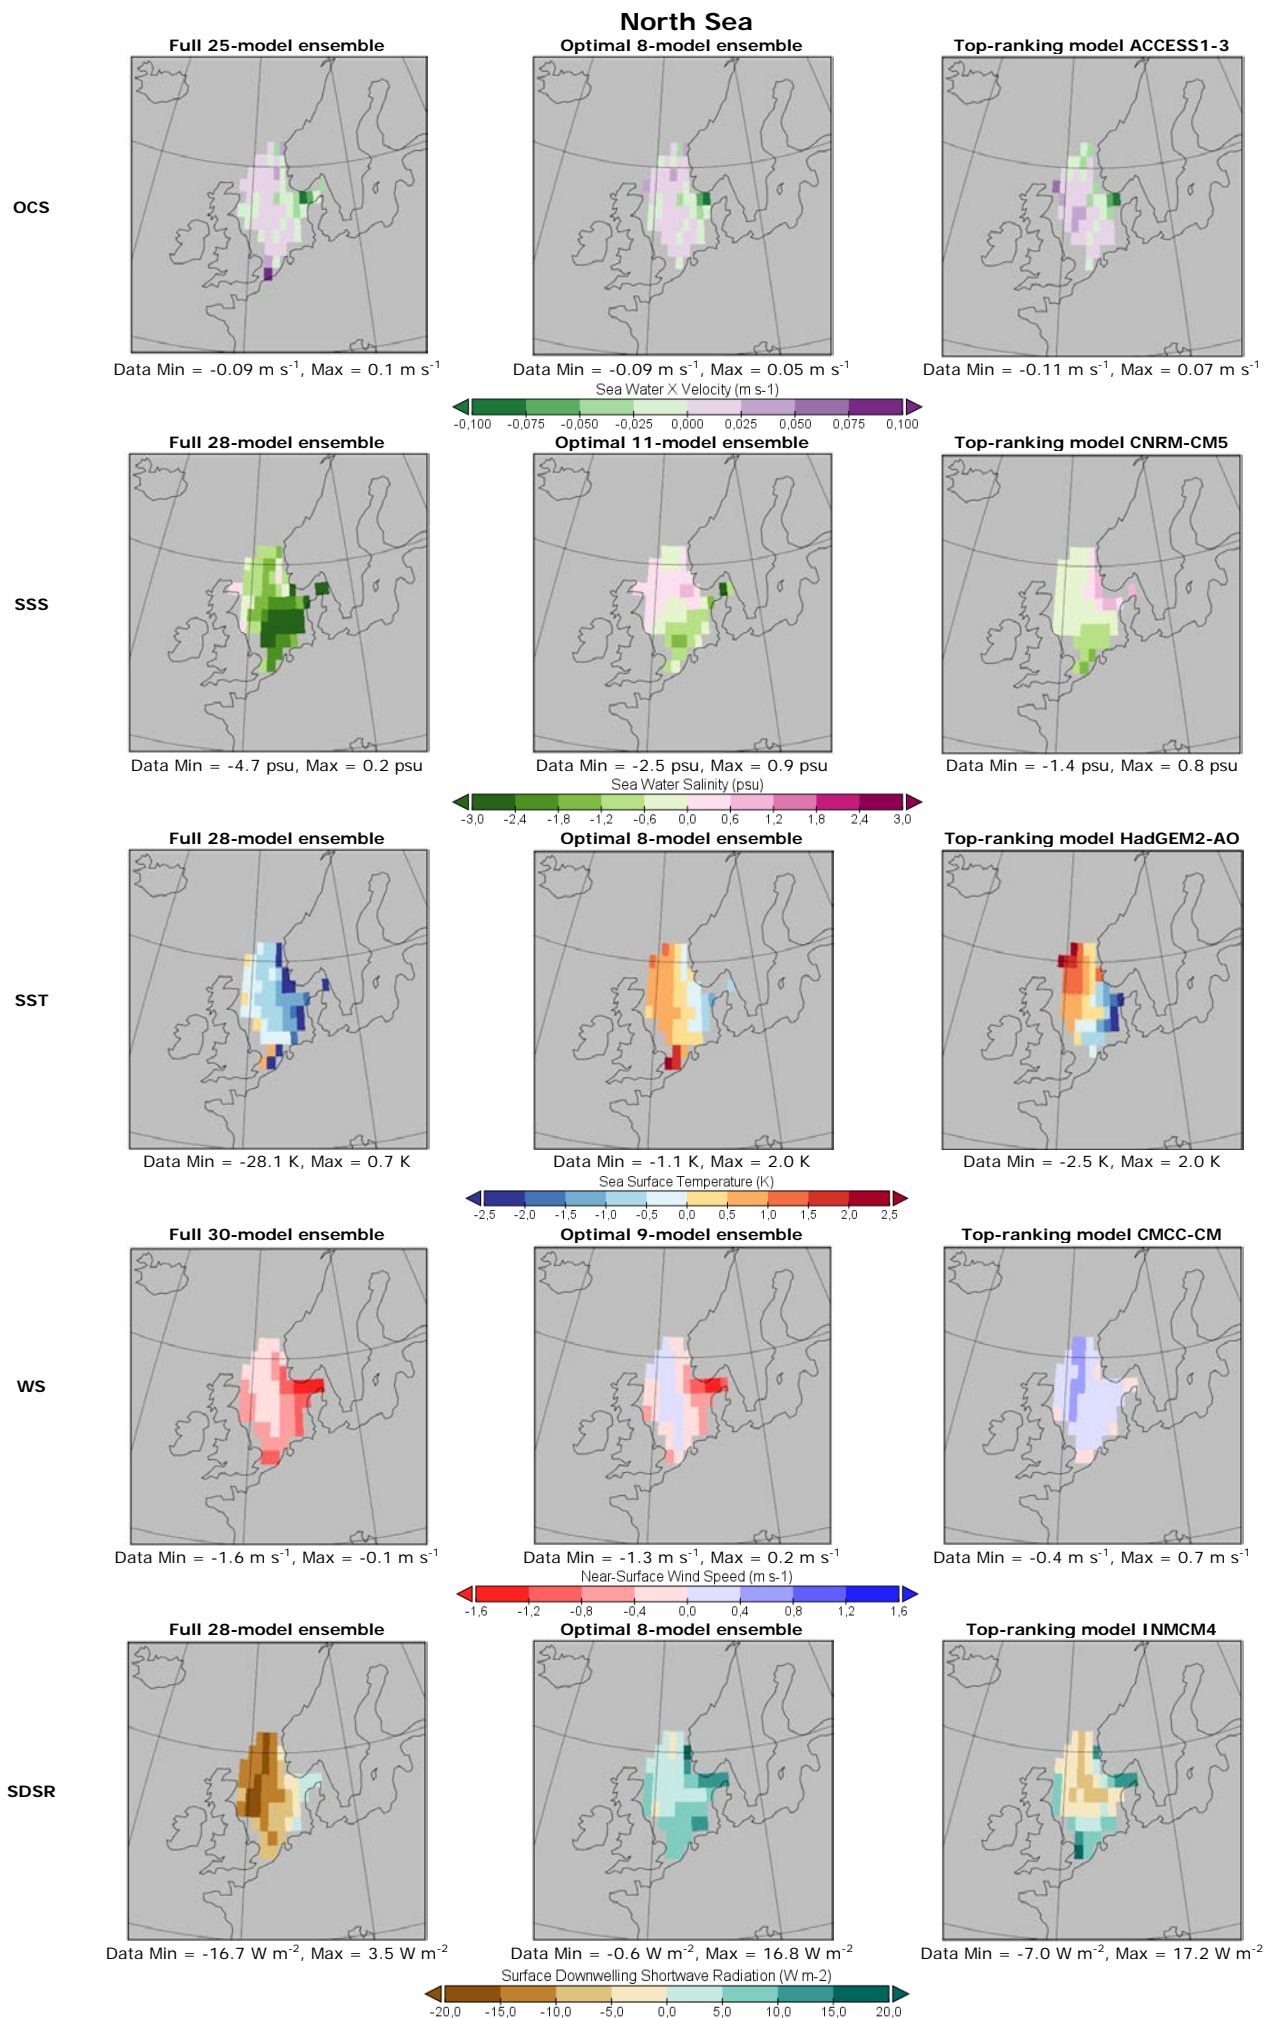 North Sea
Full 25-model ensemble Optimal 8-model ensemble Top-ranking model ACCESS1-3
OCS
Data Min = -0.09 m s-1, Max = 0.1 m s-1 Data Min = -0.09 m s-1, Max = 0.05 m s-1 Data Min = -0.11 m s-1, Max = 0.07 m s-1
Sea Water X Velocity (m s-1)
-0,100 -0,075 -0,050 -0,025 0,000 0,025 0,050 0,075 0,100
Full 28-model ensemble Optimal 11-model ensemble Top-ranking model CNRM-CM5
SSS
Data Min = -4.7 psu, Max = 0.2 psu Data Min = -2.5 psu, Max = 0.9 psu Data Min = -1.4 psu, Max = 0.8 psu
Sea Water Salinity (psu)
-3,0 -2,4 -1,8 -1,2 -0,6 0,0 0,6 1,2 1,8 2,4 3,0
Full 28-model ensemble Optimal 8-model ensemble Top-ranking model HadGEM2-AO
SST
Data Min = -28.1 K, Max = 0.7 K Data Min = -1.1 K, Max = 2.0 K Data Min = -2.5 K, Max = 2.0 K
Sea Surface Temperature (K)
-2,5 -2,0 -1,5 -1,0 -0,5 0,0 0,5 1,0 1,5 2,0 2,5
Full 30-model ensemble Optimal 9-model ensemble Top-ranking model CMCC-CM
WS
Data Min = -1.6 m s-1, Max = -0.1 m s-1 Data Min = -1.3 m s-1, Max = 0.2 m s-1 Data Min = -0.4 m s-1, Max = 0.7 m s-1
Near-Surface Wind Speed (m s-1)
-1,6 -1,2 -0,8 -0,4 0,0 0,4 0,8 1,2 1,6
Full 28-model ensemble Optimal 8-model ensemble Top-ranking model INMCM4
SDSR
Data Min = -16.7 W m-2, Max = 3.5 W m-2 Data Min = -0.6 W m-2, Max = 16.8 W m-2 Data Min = -7.0 W m-2, Max = 17.2 W m-2
Surface Downwelling Shortwave Radiation (W m-2)
-20,0 -15,0 -10,0 -5,0 0,0 5,0 10,0 15,0 20,0